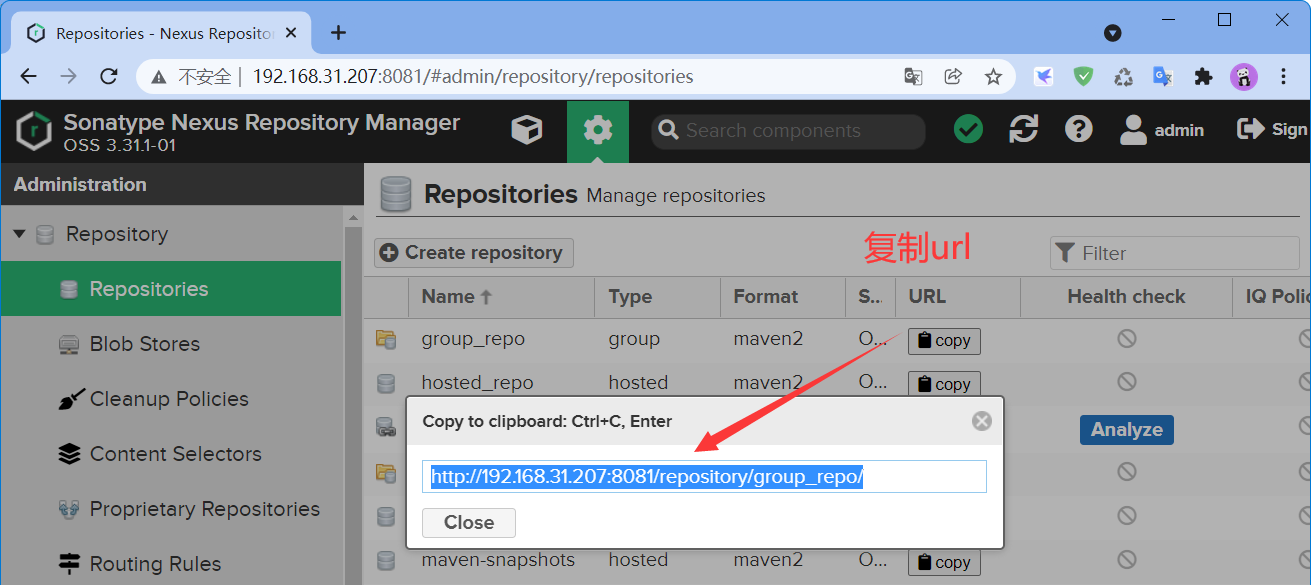 Repositories - Nexus Reposito
不安全 | 192.168.31.207:8081/#admin/repository/repositories
Sonatype Nexus Repository Manager
OSS 3.31.1-01
Search components
admin
Sign
Administration
Repositories Manage repositories
Repository
Create repository
复制url
Filter
Repositories
Name Type Format S... URL Health check IQ Polic
Blob Stores
group_repo group maven2 O... copy
hosted_repo hosted maven2 O... copy
Cleanup Policies
Copy to clipboard: Ctrl+C, Enter
Analyze
Content Selectors
http://192.168.31.207:8081/repository/group_repo/
Proprietary Repositories
Close
Routing Rules
maven-snapshots hosted maven2 O... copy